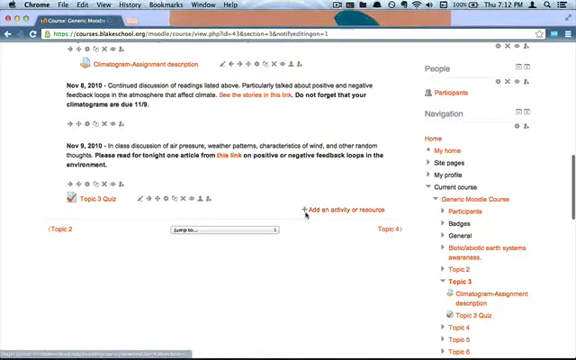 Chrome File Edit View History Bookmarks Window Help
Thu 7:12 PM
Course: Generic Moodle C
https://courses.blakeschool.org/moodle/course/view.php?id=43&section=3&notifyeditingon=1
Climatogram-Assignment description
Nov 8, 2010 - Continued discussion of readings listed above. Particularly talked about positive and negative
feedback loops in the atmosphere that affect climate. See the stories in this link. Do not forget that your
climatograms are due 11/9.
Nov 9, 2010 - In class discussion of air pressure, weather patterns, characteristics of wind, and other random
thoughts. Please read for tonight one article from this link on positive or negative feedback loops in the
environment.
Topic 3 Quiz
Add an activity or resource
Topic 2
Jump to...
Topic 4
People
Participants
Navigation
Home
My home
Site pages
My profile
Current course
Generic Moodle Course
Participants
Badges
General
Biotic/abiotic earth systems
awareness.
Topic 2
Topic 3
Climatogram-Assignment
description
Topic 3 Quiz
Topic 4
Topic 5
Topic 6